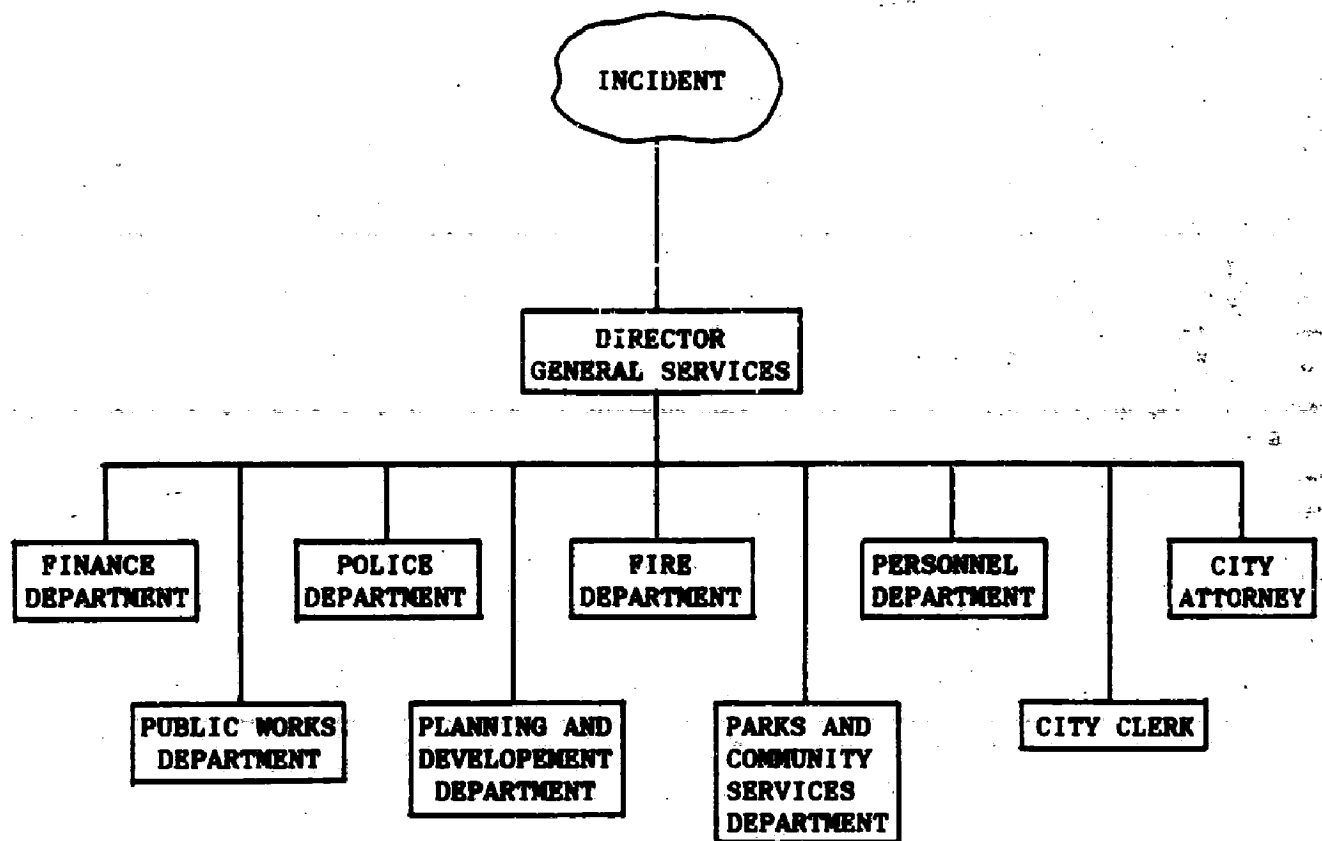 INCIDENT
DIRECTOR
GENERAL SERVICES
FINANCE
DEPARTMENT
POLICE
DEPARTMENT
FIRE
DEPARTMENT
PERSONNEL
DEPARTMENT
CITY
ATTORNEY
PUBLIC WORKS
DEPARTMENT
PLANNING AND
DEVELOPEMENT
DEPARTMENT
PARKS AND
COMMUNITY
SERVICES
DEPARTMENT
CITY CLERK